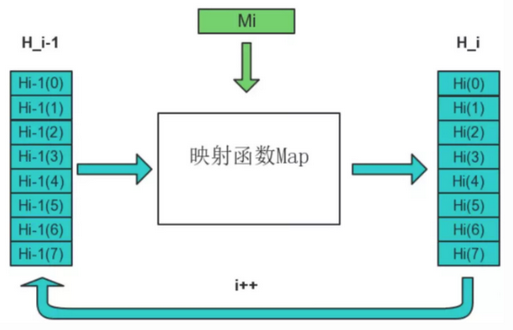 Mi
H_i-1
H_i
Hi-1(0)
Hi-1(1)
Hi-1(2)
Hi-1(3)
Hi-1(4)
Hi-1(5)
Hi-1(6)
Hi-1(7)
映射函数Map
Hi(0)
Hi(1)
Hi(2)
Hi(3)
Hi(4)
Hi(5)
Hi(6)
Hi(7)
i++